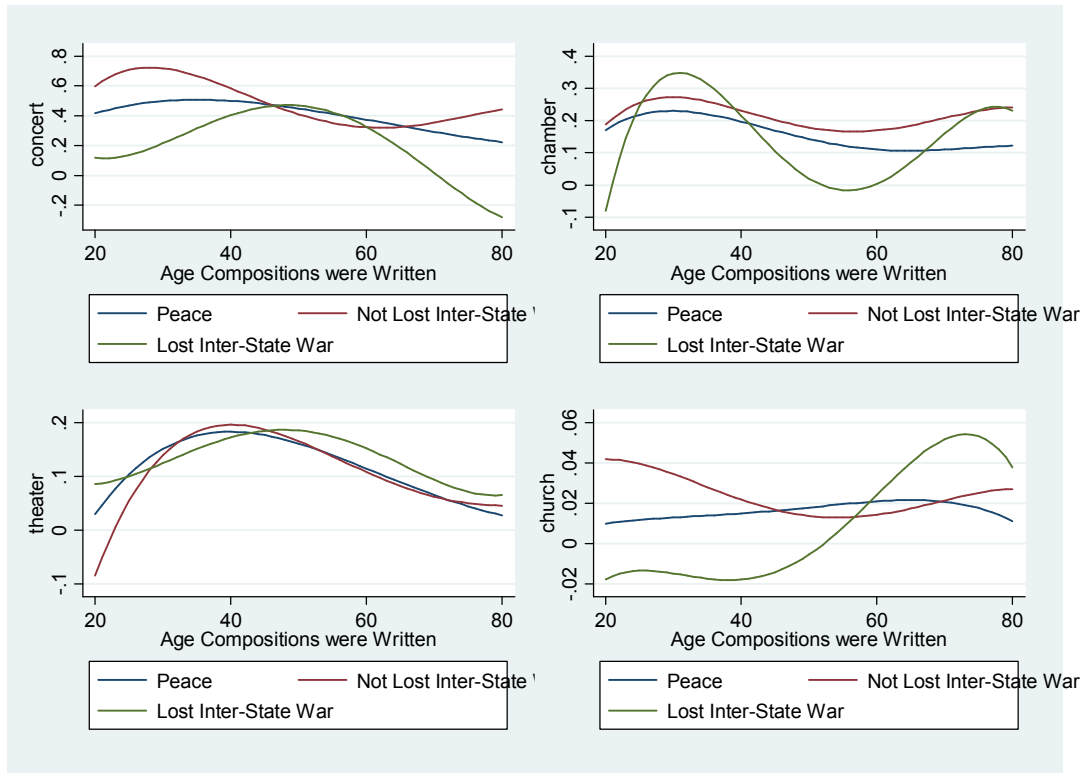 concert
.8
.6
.4
.2
0
-.2
20 40 60 80
Age Compositions were Written
Peace Not Lost Inter-State
Lost Inter-State War
chamber
.4
.3
.2
.1
0
-.1
20 40 60 80
Age Compositions were Written
Peace Not Lost Inter-State War
Lost Inter-State War
theater
.2
.1
0
-.1
20 40 60 80
Age Compositions were Written
Peace Not Lost Inter-State
Lost Inter-State War
church
.06
.04
.02
0
-.02
20 40 60 80
Age Compositions were Written
Peace Not Lost Inter-State War
Lost Inter-State War